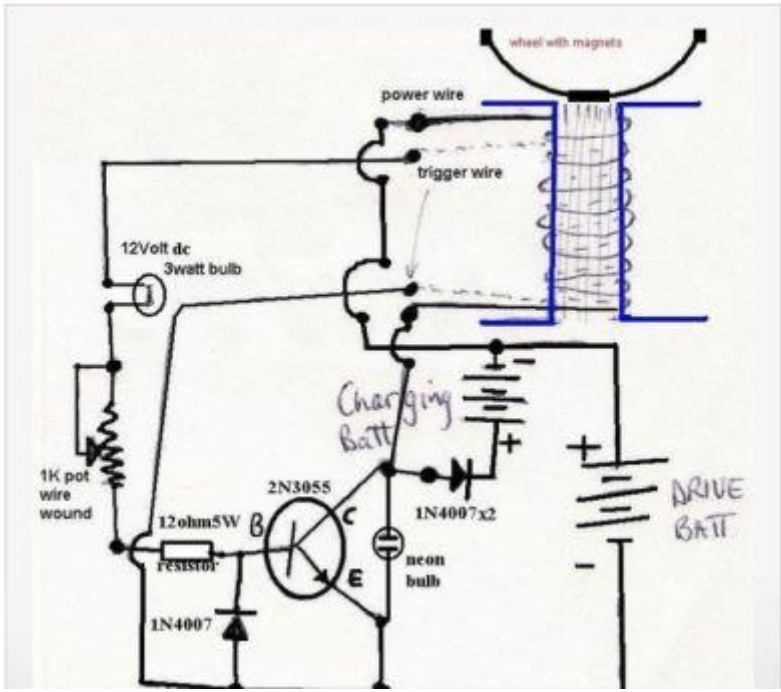 wheel with magnets
power wire
trigger wire
12Volt dc
3watt bulb
Charging
Batt
-
+
+
DRIVE
BATT
-
1K pot
wire
wound
2N3055
12ohm5W
resistor
B
C
E
1N4007x2
neon
bulb
1N4007